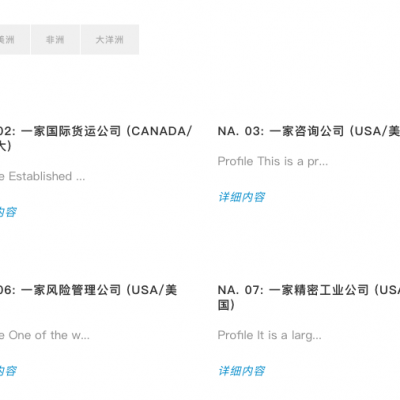 美洲 非洲 大洋洲
02: 一家国际货运公司 (CANADA/
大)
NA. 03: 一家咨询公司 (USA/美
e Established ...
Profile This is a pr...
内容
详细内容
06: 一家风险管理公司 (USA/美
NA. 07: 一家精密工业公司 (USA
国)
e One of the w...
Profile It is a larg...
内容
详细内容